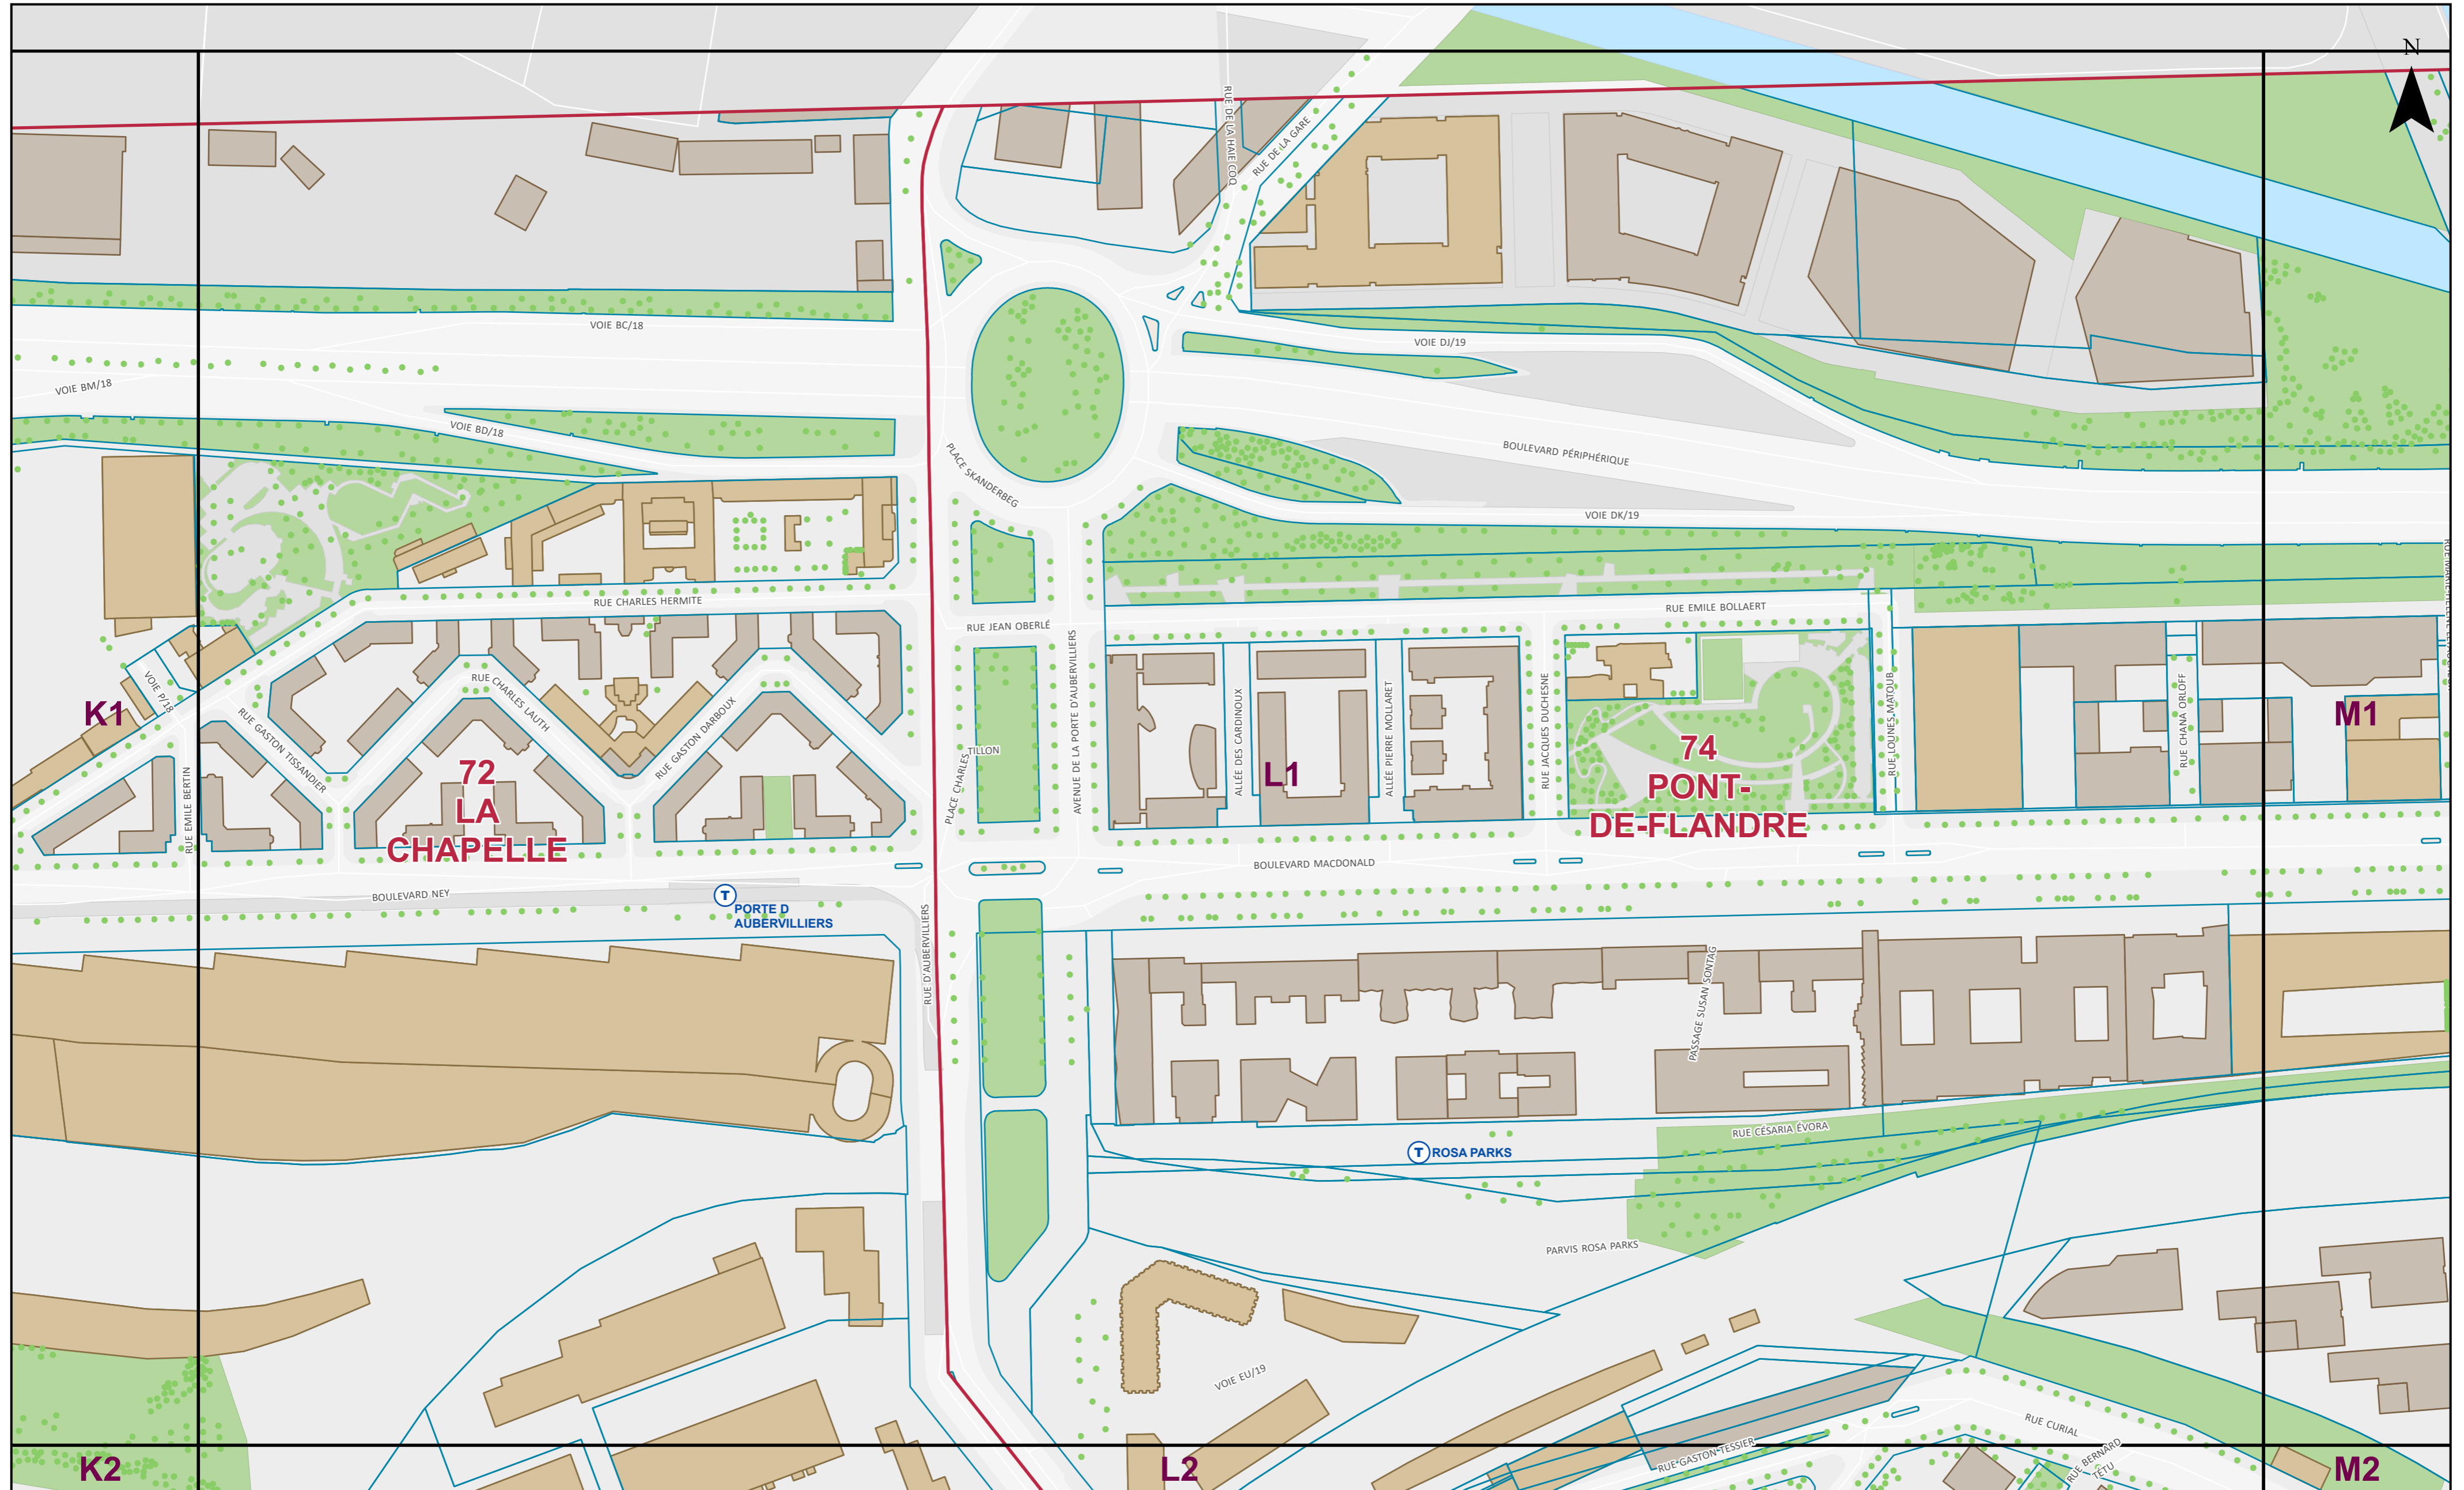 N
RUE DE LA HAIE COQ
RUE DE LA GARE
VOIE BC/18
VOIE DJ/19
VOIE BM/18
VOIE BD/18
BOULEVARD PÉRIPHÉRIQUE
PLACE SKANDERBEG
VOIE DK/19
RUE CHARLES HERMITE
RUE EMILE BOLLAERT
RUE JEAN OBERLÉ
AVENUE DE LA PORTE D'AUBERVILLIERS
VOIE P/18
RUE CHARLES LAUTH
RUE GASTON TISSANDIER
RUE GASTON DARBOUX
PLACE CHARLES TILLON
ALLÉE DES CARDINOUX
ALLÉE PIERRE MOLLARET
RUE JACQUES DUCHESNE
RUE LOUNES MATOUB
RUE CHANA ORLOFF
K1
L1
M1
72
LA
CHAPELLE
74
PONT-
DE-FLANDRE
RUE EMILE BERTIN
BOULEVARD MACDONALD
BOULEVARD NEY
T
PORTE D
AUBERVILLIERS
RUE D'AUBERVILLIERS
PASSAGE SUSAN SONTAG
RUE CÉSARIA ÉVORA
T ROSA PARKS
PARVIS ROSA PARKS
VOIE EU/19
RUE CURIAL
RUE GASTON TESSIER
RUE BERNARD
TÉTU
K2
L2
M2